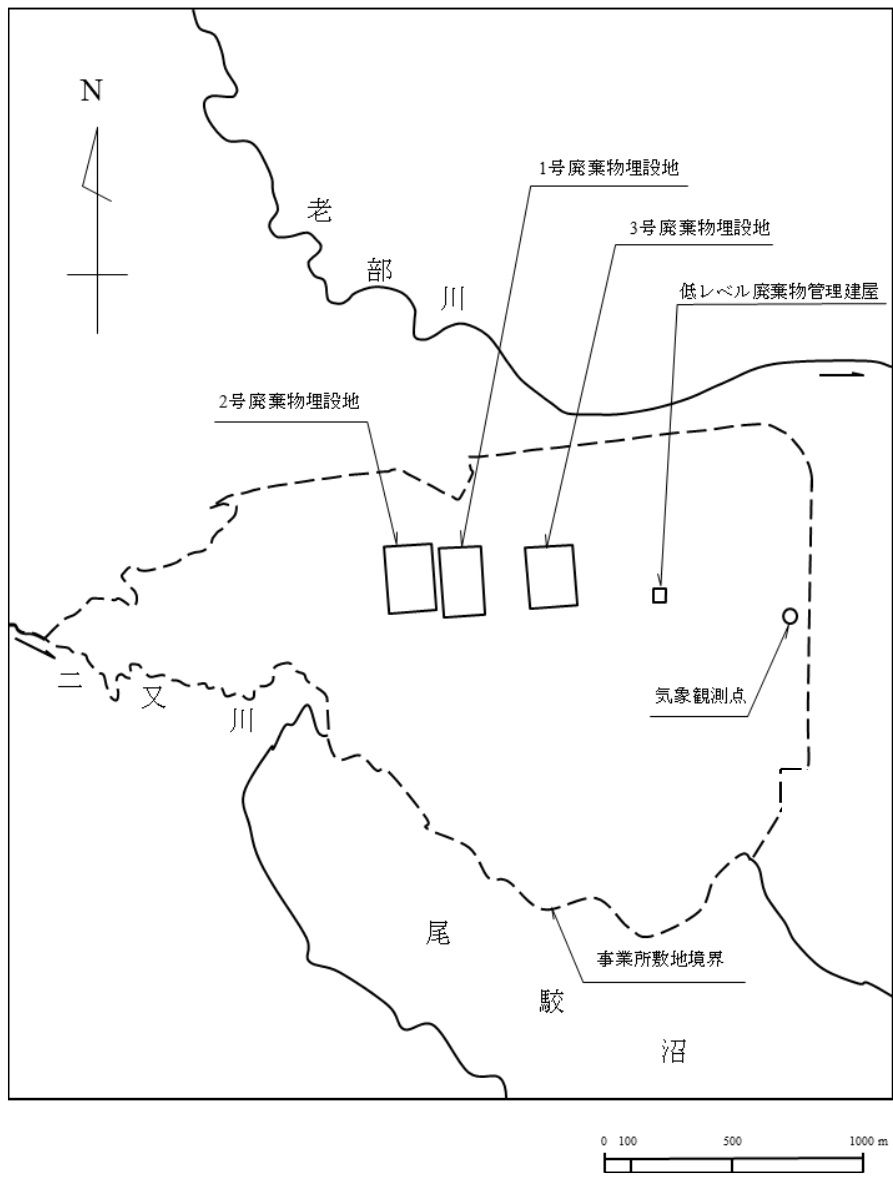 N
1号廃棄物埋設地
老部川
3号廃棄物埋設地
低レベル廃棄物管理建屋
2号廃棄物埋設地
二又川
気象観測点
尾駮沼
事業所敷地境界
0 100 500 1000 m